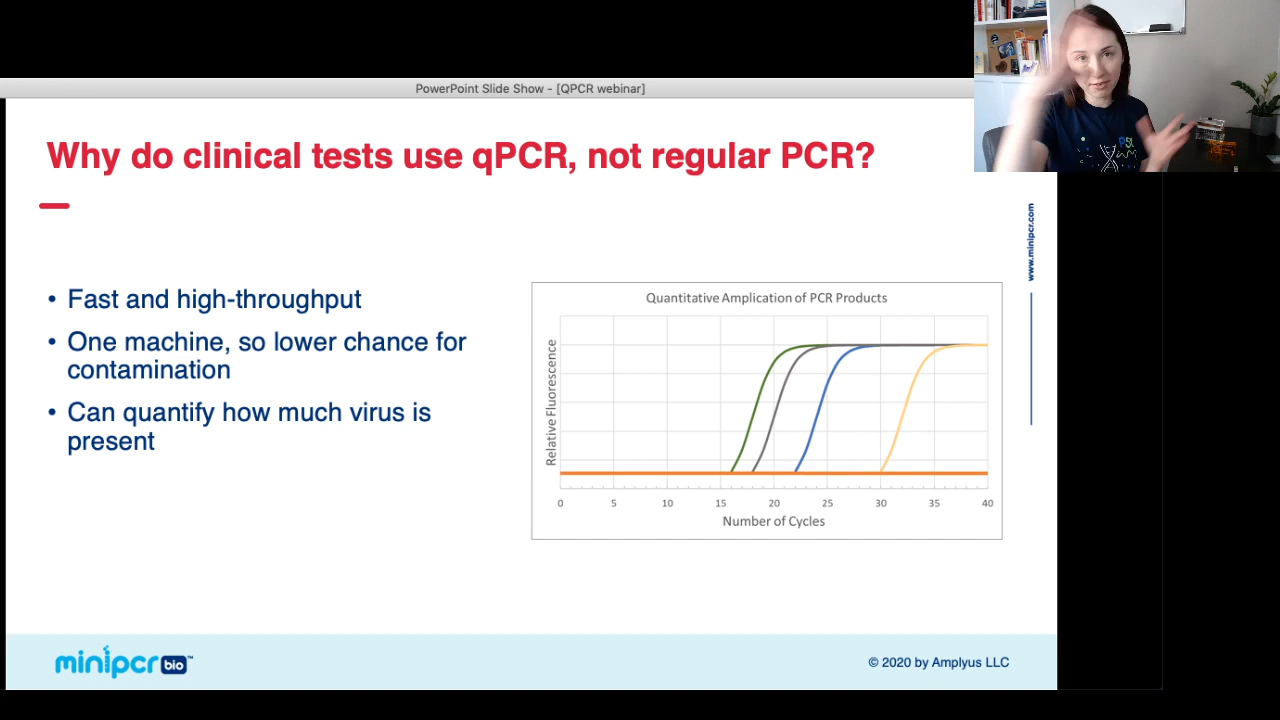 PowerPoint Slide Show - [QPCR webinar]
Why do clinical tests use qPCR, not regular PCR?
www.minipcr.com
• Fast and high-throughput
• One machine, so lower chance for
contamination
• Can quantify how much virus is
present
Quantitative Amplication of PCR Products
Relative Fluorescence
0 5 10 15 20 25 30 35 40
Number of Cycles
minipcr bio™
© 2020 by Amplyus LLC